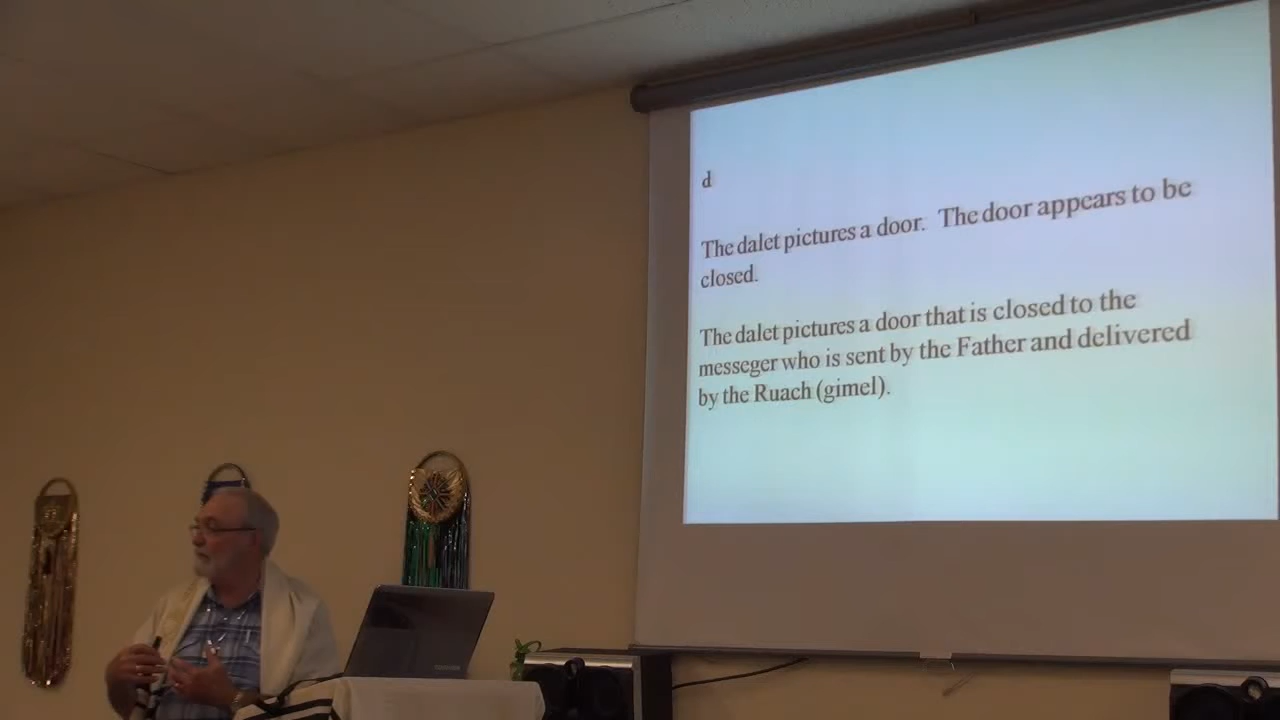 d
The dalet pictures a door. The door appears to be
closed.
The dalet pictures a door that is closed to the
messeger who is sent by the Father and delivered
by the Ruach (gimel).
TOSHIBA